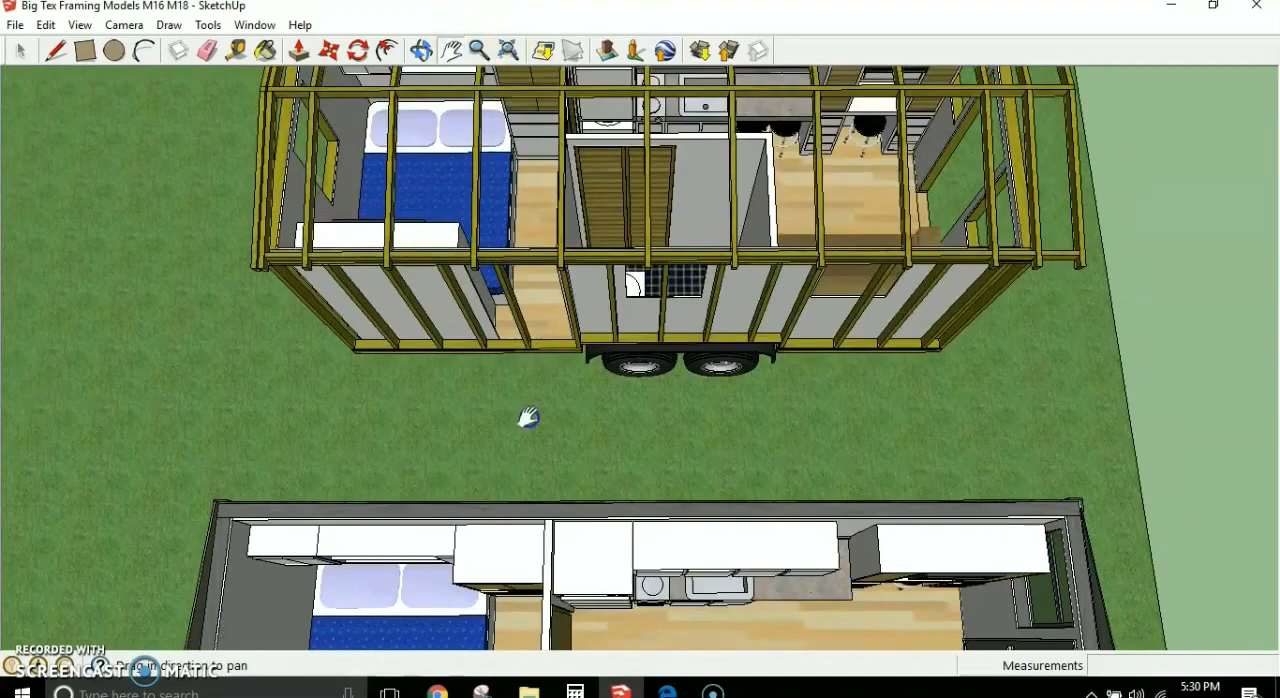 Big Tex Framing Models M16 M18 - SketchUp
File Edit View Camera Draw Tools Window Help
RECORDED WITH
SCREENCAST MATIC
Drag in direction to pan
Measurements
Type here to search
5:30 PM